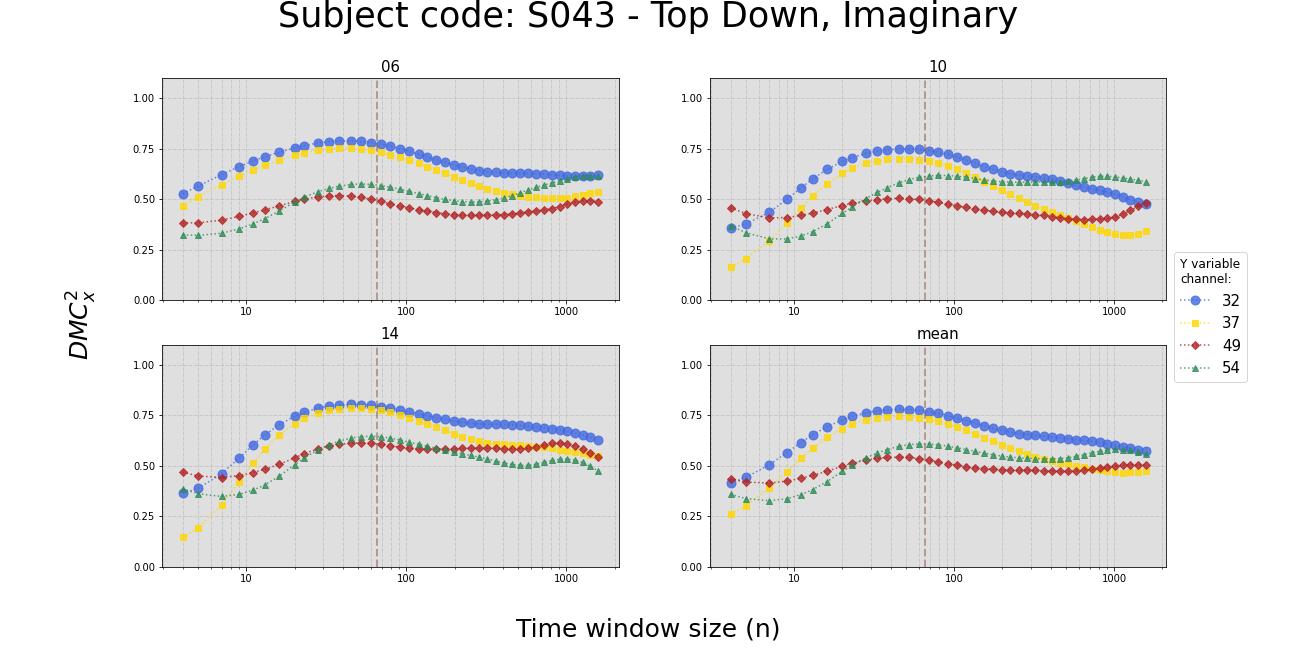 Subject code: S043 - Top Down, Imaginary
06
1.00
0.75
0.50
0.25
0.00
10 100 1000
10
1.00
0.75
0.50
0.25
0.00
10 100 1000
14
1.00
0.75
0.50
0.25
0.00
10 100 1000
mean
1.00
0.75
0.50
0.25
0.00
10 100 1000
DMC²ₓ
Time window size (n)
Y variable
channel:
32
37
49
54